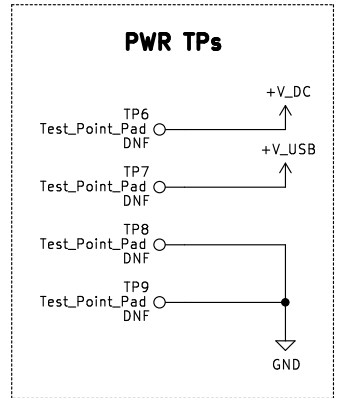 PWR TPs
+V_DC
TP6
Test_Point_Pad
DNF
+V_USB
TP7
Test_Point_Pad
DNF
TP8
Test_Point_Pad
DNF
TP9
Test_Point_Pad
DNF
GND